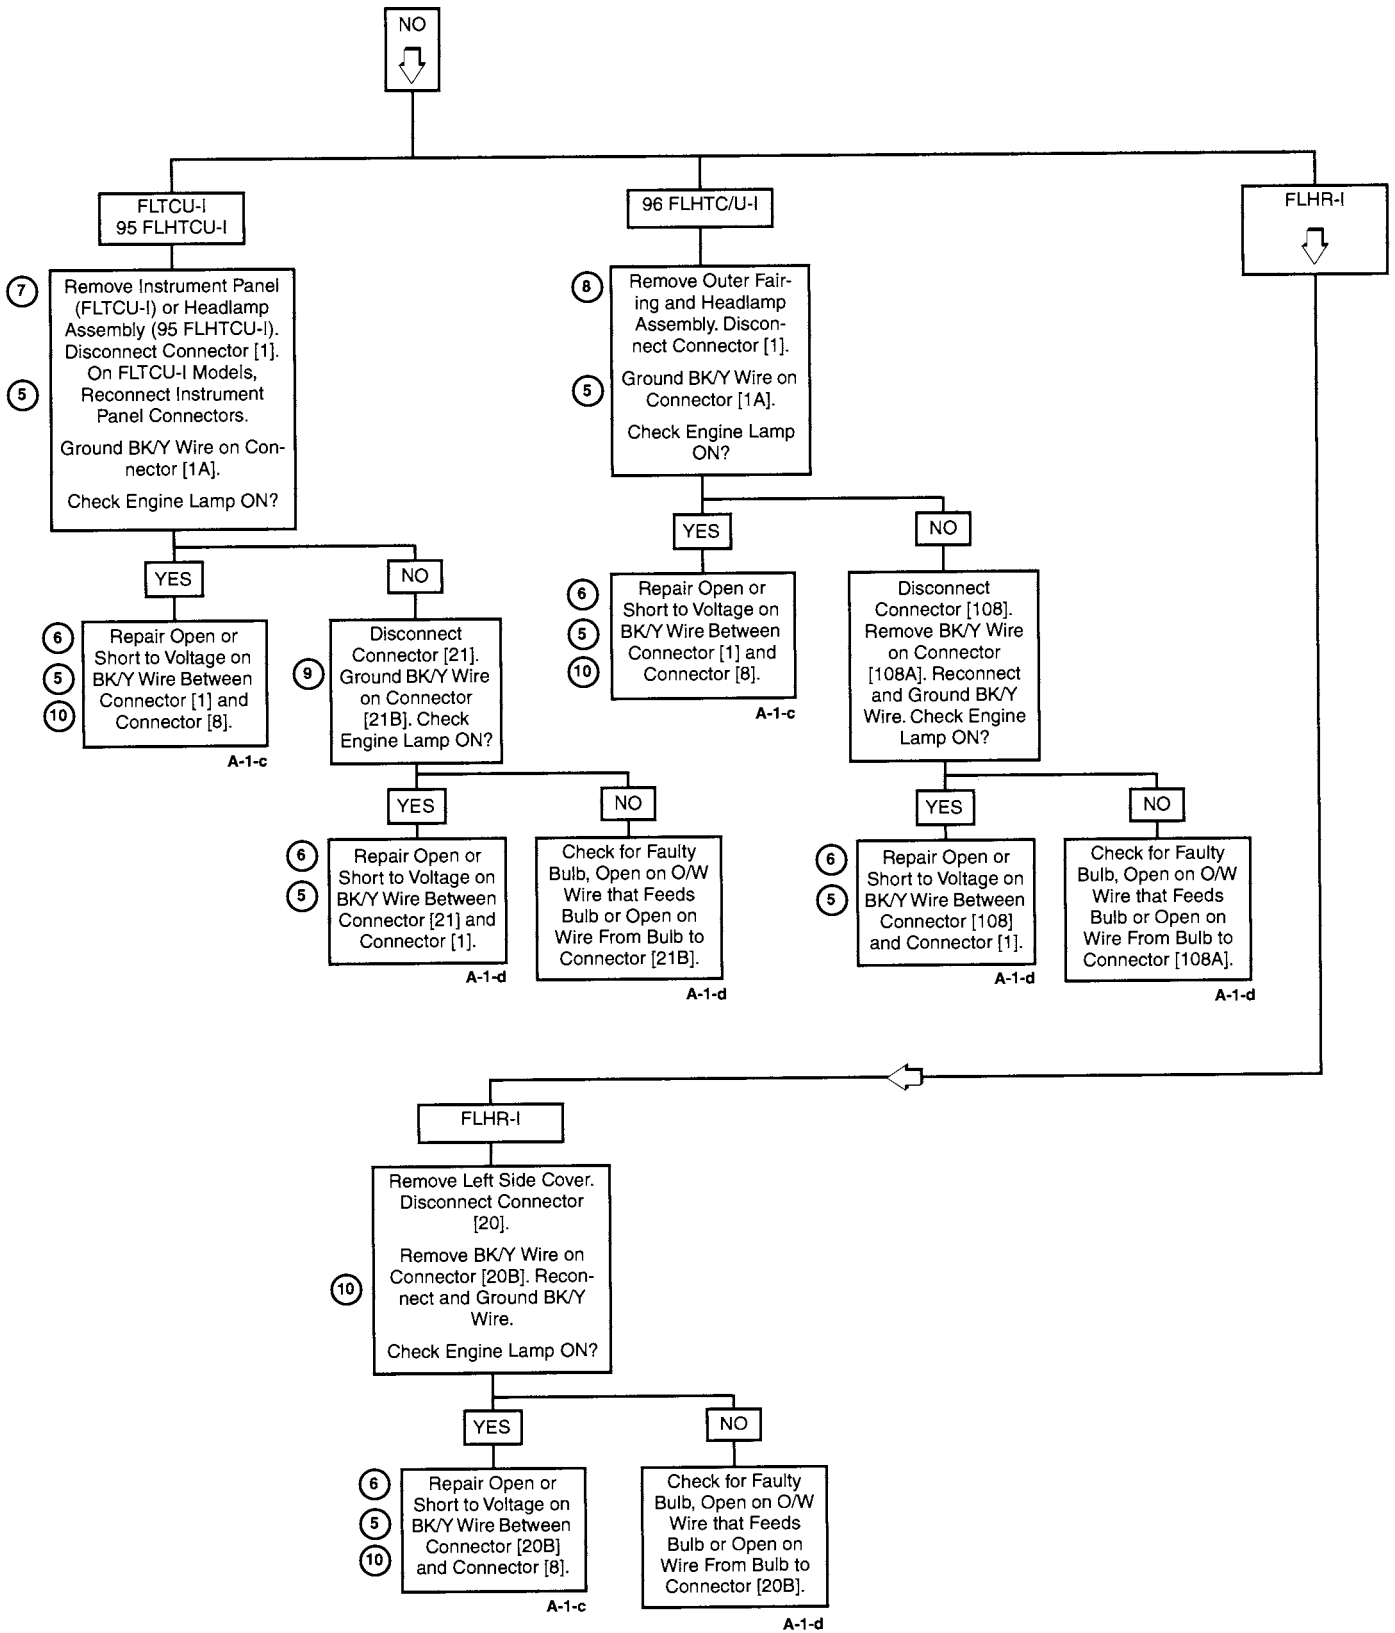 NO
FLTCU-I
95 FLHTCU-I
7
5
Remove Instrument Panel
(FLTCU-I) or Headlamp
Assembly (95 FLHTCU-I).
Disconnect Connector [1].
On FLTCU-I Models,
Reconnect Instrument
Panel Connectors.
Ground BK/Y Wire on Con-
nector [1A].
Check Engine Lamp ON?
YES
6
5
10
Repair Open or
Short to Voltage on
BK/Y Wire Between
Connector [1] and
Connector [8].
A-1-c
NO
9
Disconnect
Connector [21].
Ground BK/Y Wire
on Connector
[21B]. Check
Engine Lamp ON?
YES
6
5
Repair Open or
Short to Voltage on
BK/Y Wire Between
Connector [21] and
Connector [1].
A-1-d
NO
Check for Faulty
Bulb, Open on O/W
Wire that Feeds
Bulb or Open on
Wire From Bulb to
Connector [21B].
A-1-d
96 FLHTC/U-I
8
5
Remove Outer Fair-
ing and Headlamp
Assembly. Discon-
nect Connector [1].
Ground BK/Y Wire on
Connector [1A].
Check Engine Lamp
ON?
YES
6
5
10
Repair Open or
Short to Voltage on
BK/Y Wire Between
Connector [1] and
Connector [8].
A-1-c
NO
Disconnect
Connector [108].
Remove BK/Y Wire
on Connector
[108A]. Reconnect
and Ground BK/Y
Wire. Check Engine
Lamp ON?
YES
6
5
Repair Open or
Short to Voltage on
BK/Y Wire Between
Connector [108]
and Connector [1].
A-1-d
NO
Check for Faulty
Bulb, Open on O/W
Wire that Feeds
Bulb or Open on
Wire From Bulb to
Connector [108A].
A-1-d
FLHR-I
FLHR-I
10
Remove Left Side Cover.
Disconnect Connector
[20].
Remove BK/Y Wire on
Connector [20B]. Recon-
nect and Ground BK/Y
Wire.
Check Engine Lamp ON?
YES
6
5
10
Repair Open or
Short to Voltage on
BK/Y Wire Between
Connector [20B]
and Connector [8].
A-1-c
NO
Check for Faulty
Bulb, Open on O/W
Wire that Feeds
Bulb or Open on
Wire From Bulb to
Connector [20B].
A-1-d